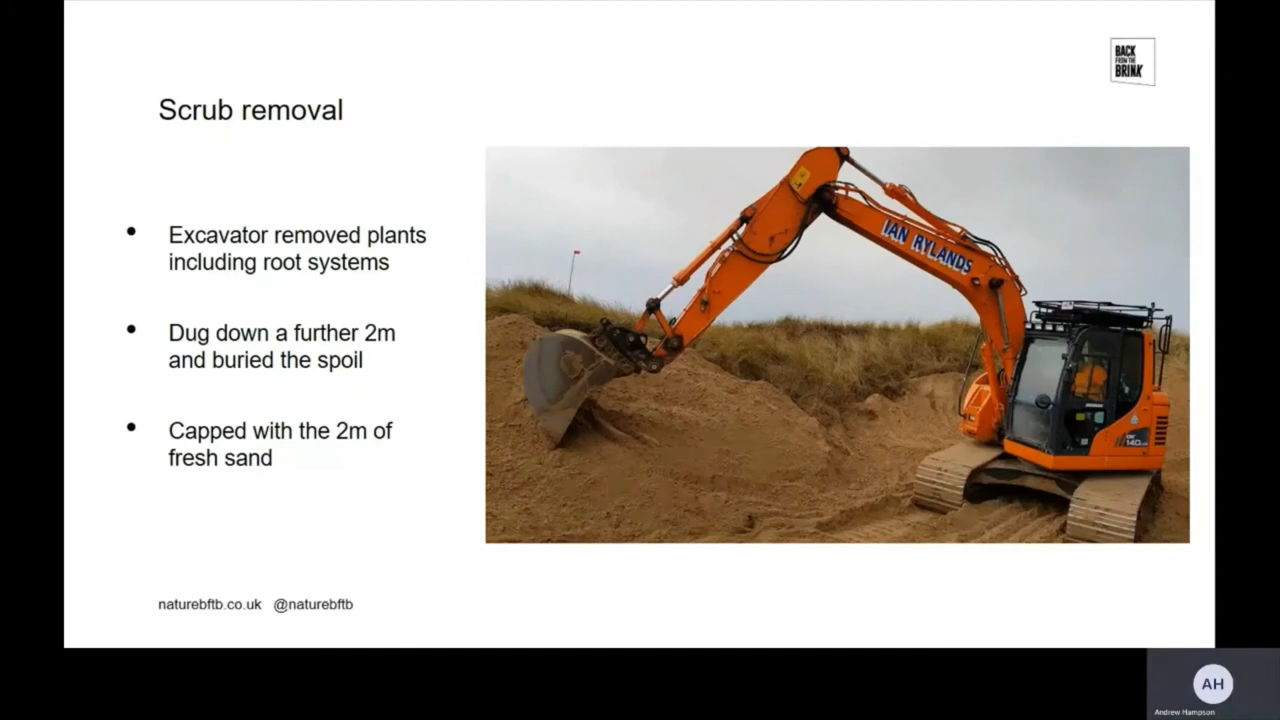 BACK
FROM THE
BRINK
Scrub removal
Excavator removed plants
including root systems
Dug down a further 2m
and buried the spoil
Capped with the 2m of
fresh sand
IAN RYLANDS
140
naturebftb.co.uk @naturebftb
AH
Andrew Hampson